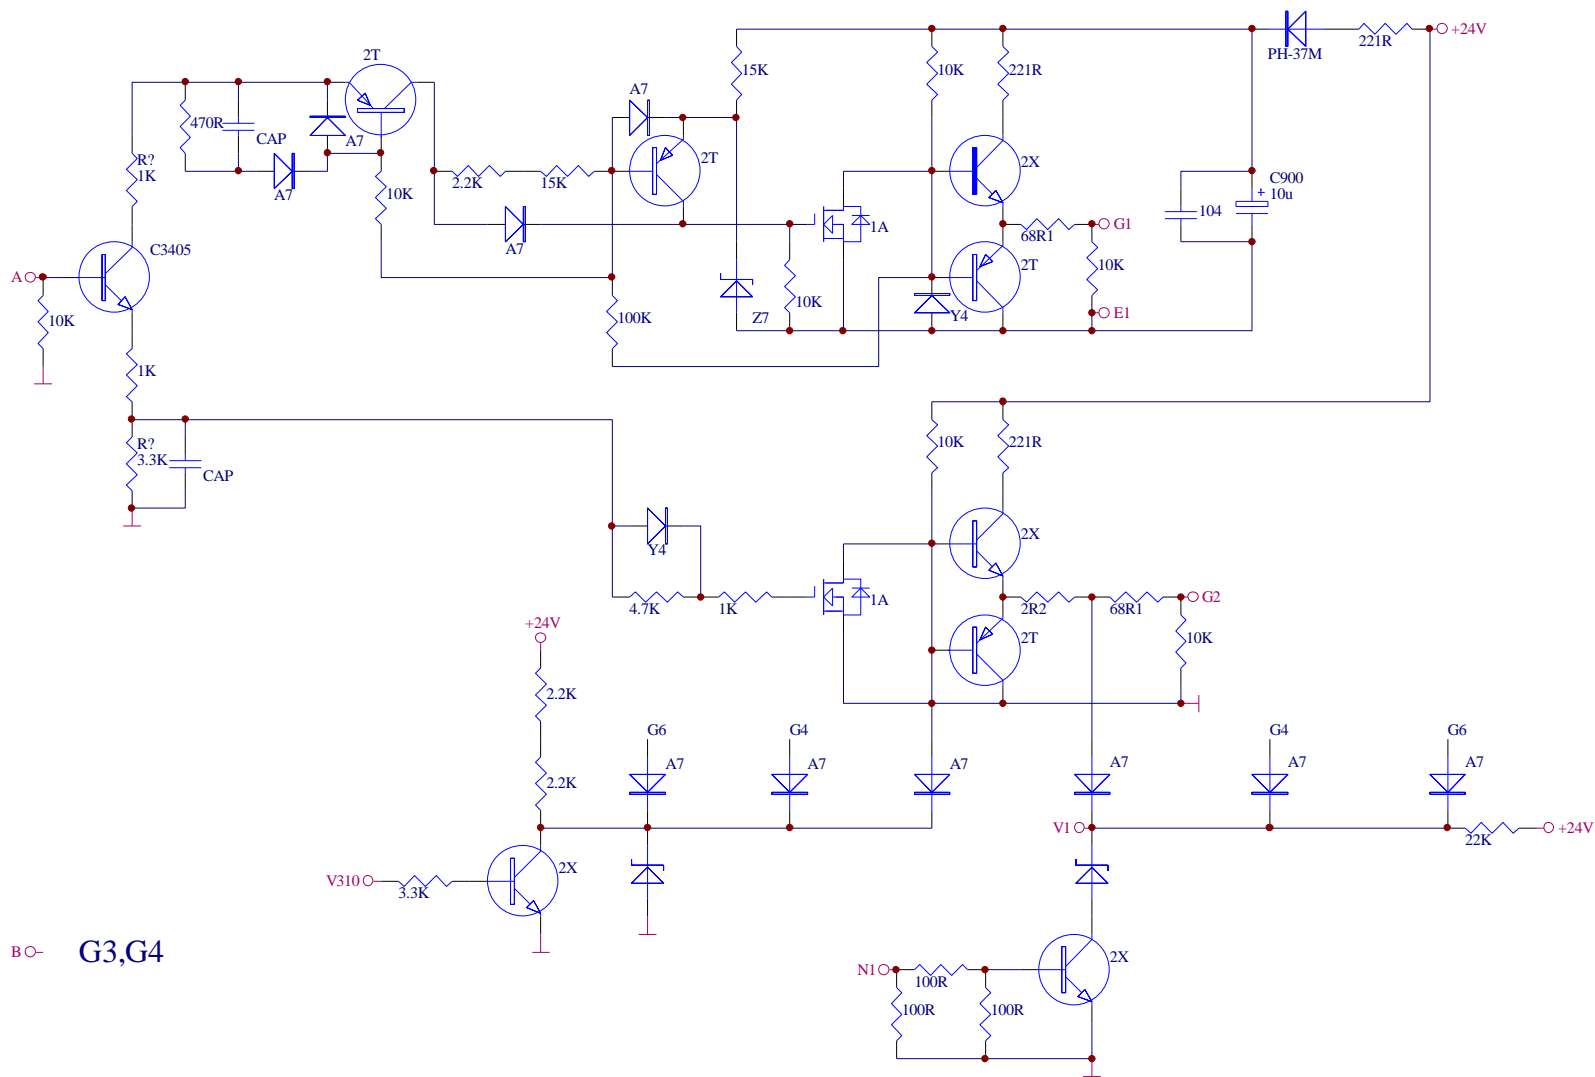 +24V
PH-37M
221R
2T
15K
10K
221R
A7
470R
CAP
A7
R?
1K
A7
10K
2.2K
15K
2T
2X
C900
+ 10u
104
C3405
A7
1A
68R1
G1
A
10K
10K
2T
10K
E1
Z7
100K
Y4
1K
R?
3.3K
CAP
10K
221R
Y4
2X
4.7K
1K
1A
2R2
68R1
G2
+24V
2T
10K
2.2K
G6
G4
G4
G6
2.2K
A7
A7
A7
A7
A7
A7
V1
22K
+24V
V310
3.3K
2X
B
G3,G4
N1
100R
2X
100R
100R